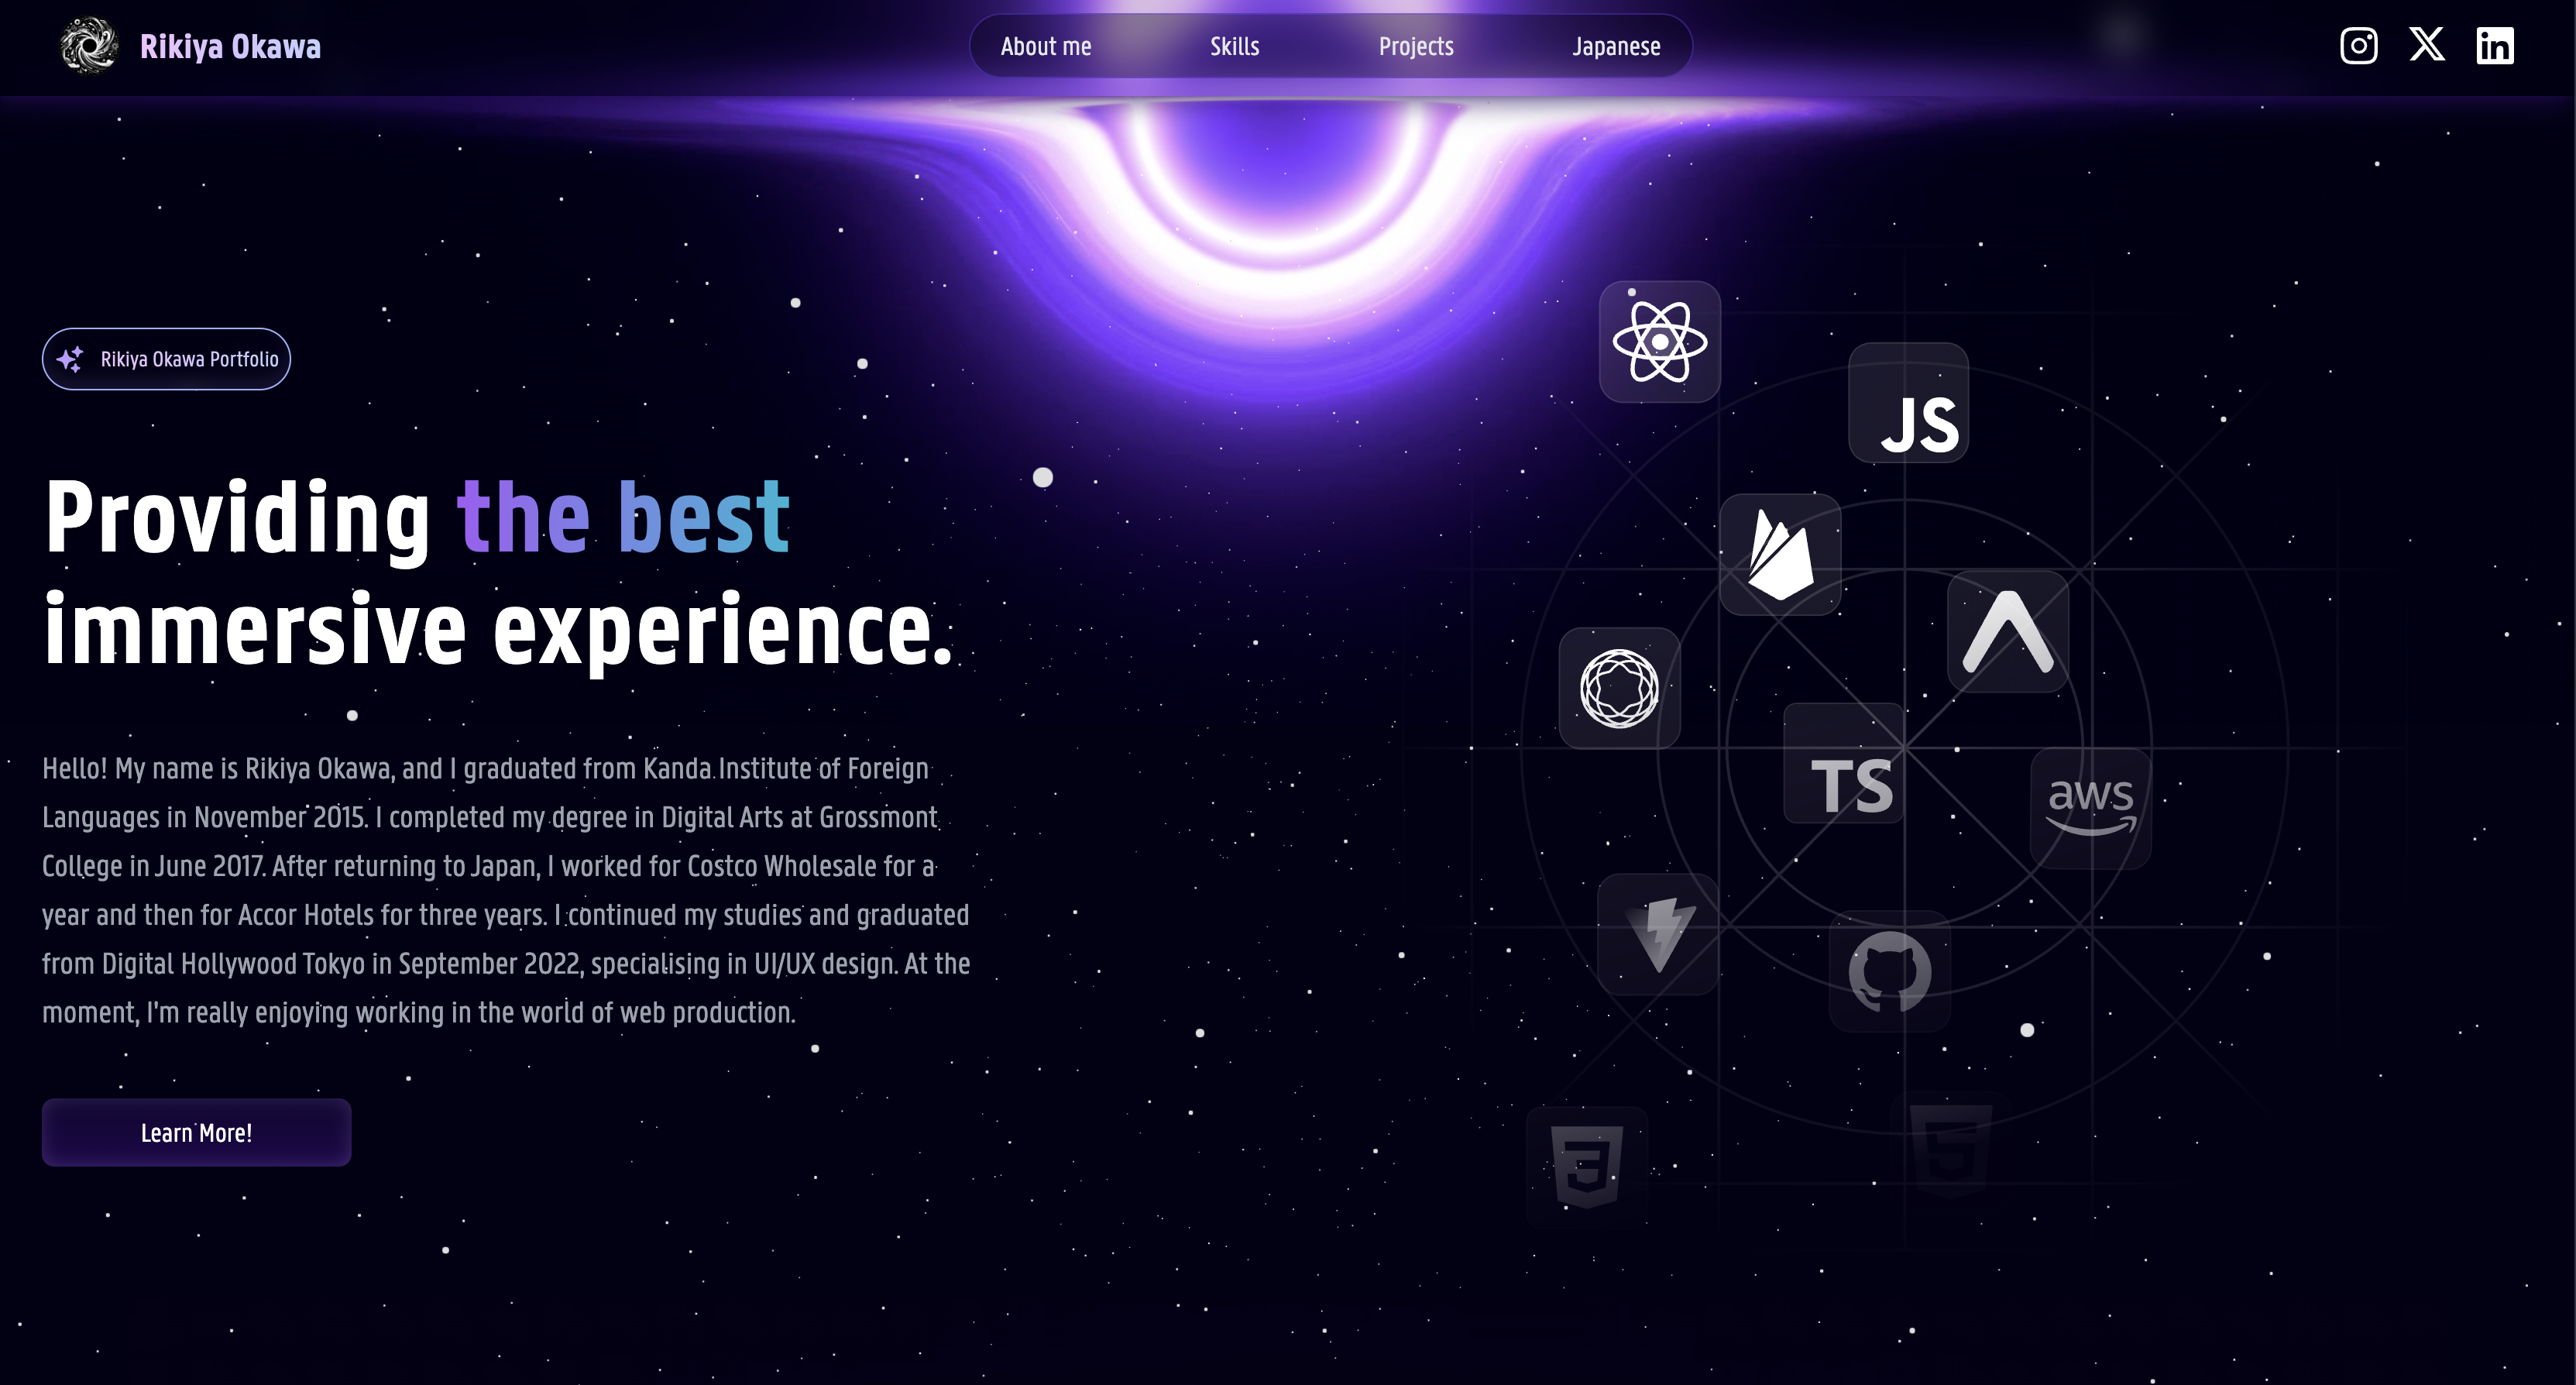 Rikiya Okawa
About me
Skills
Projects
Japanese
Rikiya Okawa Portfolio
Providing the best
immersive experience.
Hello! My name is Rikiya Okawa, and I graduated from Kanda Institute of Foreign
Languages in November 2015. I completed my degree in Digital Arts at Grossmont
College in June 2017. After returning to Japan, I worked for Costco Wholesale for a
year and then for Accor Hotels for three years. I continued my studies and graduated
from Digital Hollywood Tokyo in September 2022, specialising in UI/UX design. At the
moment, I'm really enjoying working in the world of web production.
Learn More!
JS
TS
aws